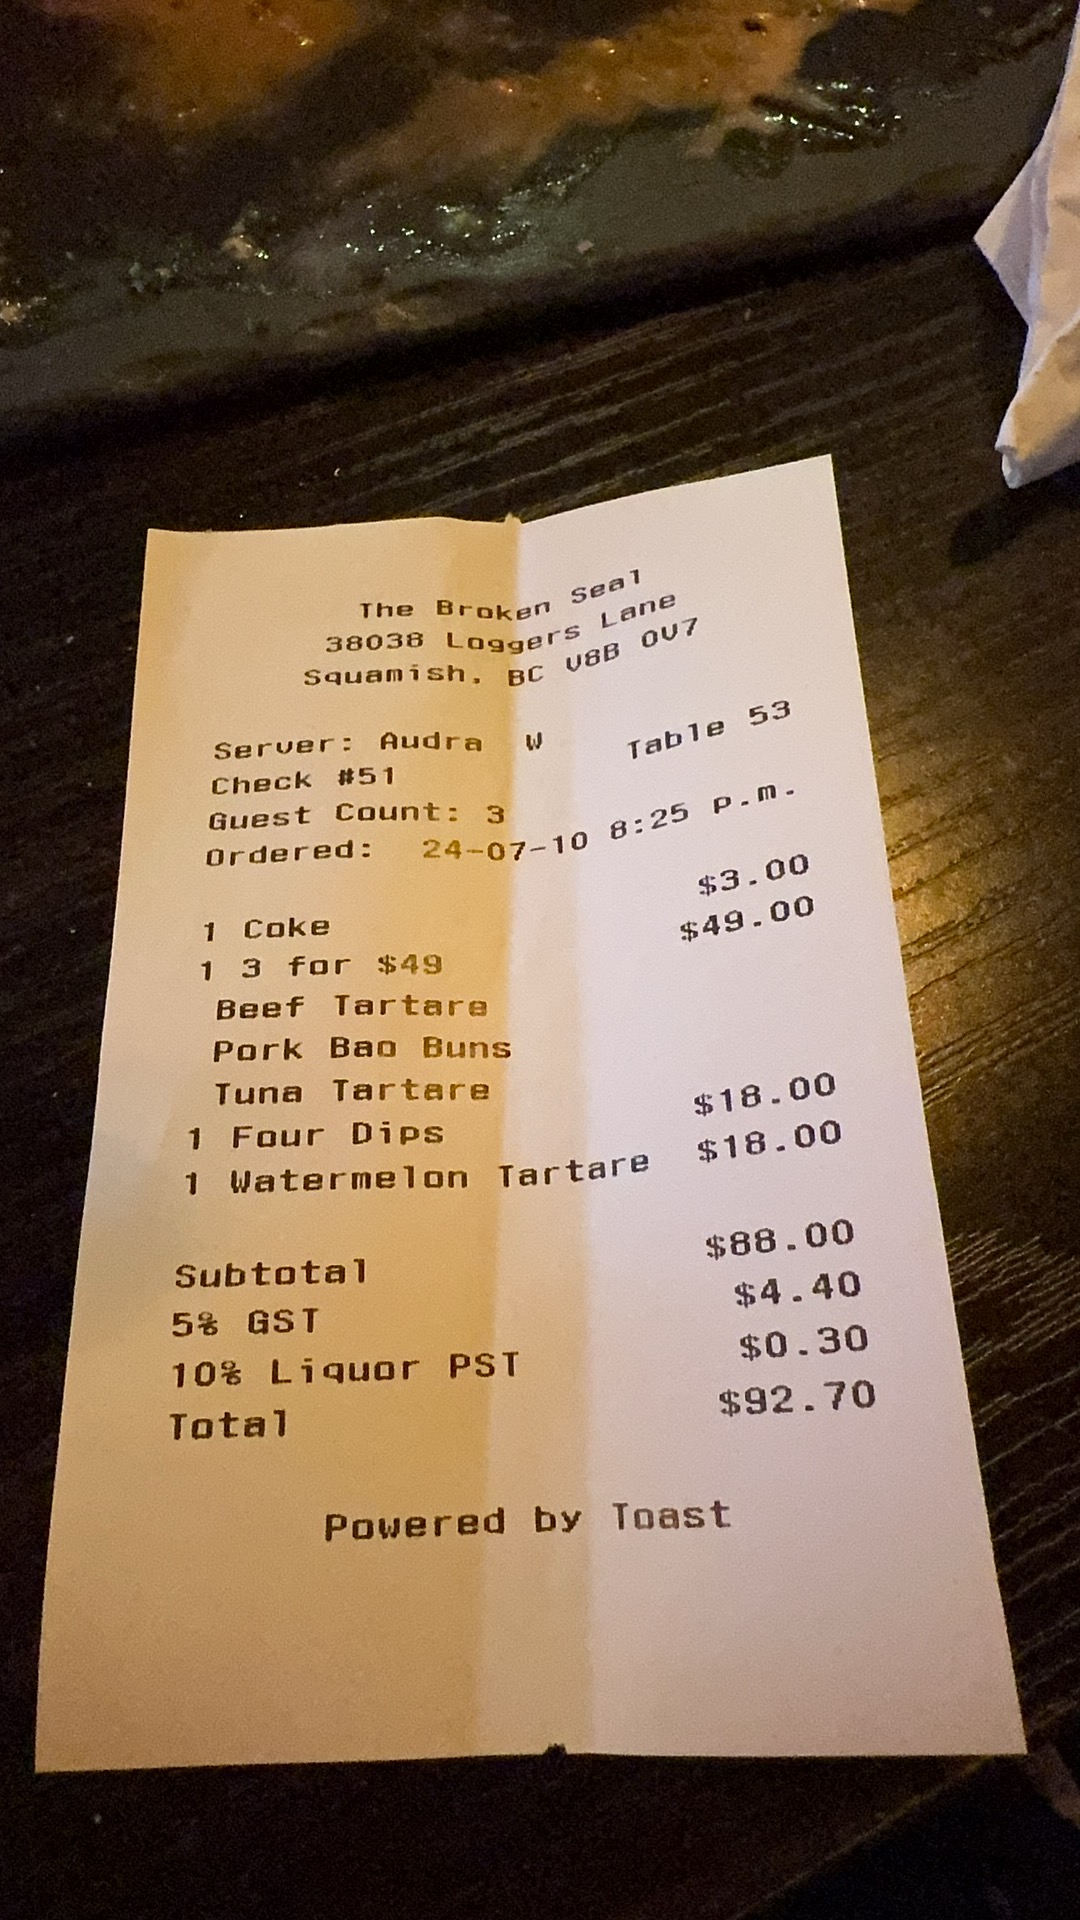 The Broken Seal
38038 Loggers Lane
Squamish, BC V8B 0V7
Server: Audra W Table 53
Check #51
Guest Count: 3
Ordered: 24-07-10 8:25 p.m.
1 Coke $3.00
1 3 for $49 $49.00
Beef Tartare
Pork Bao Buns
Tuna Tartare
1 Four Dips $18.00
1 Watermelon Tartare $18.00
Subtotal $88.00
5% GST $4.40
10% Liquor PST $0.30
Total $92.70
Powered by Toast